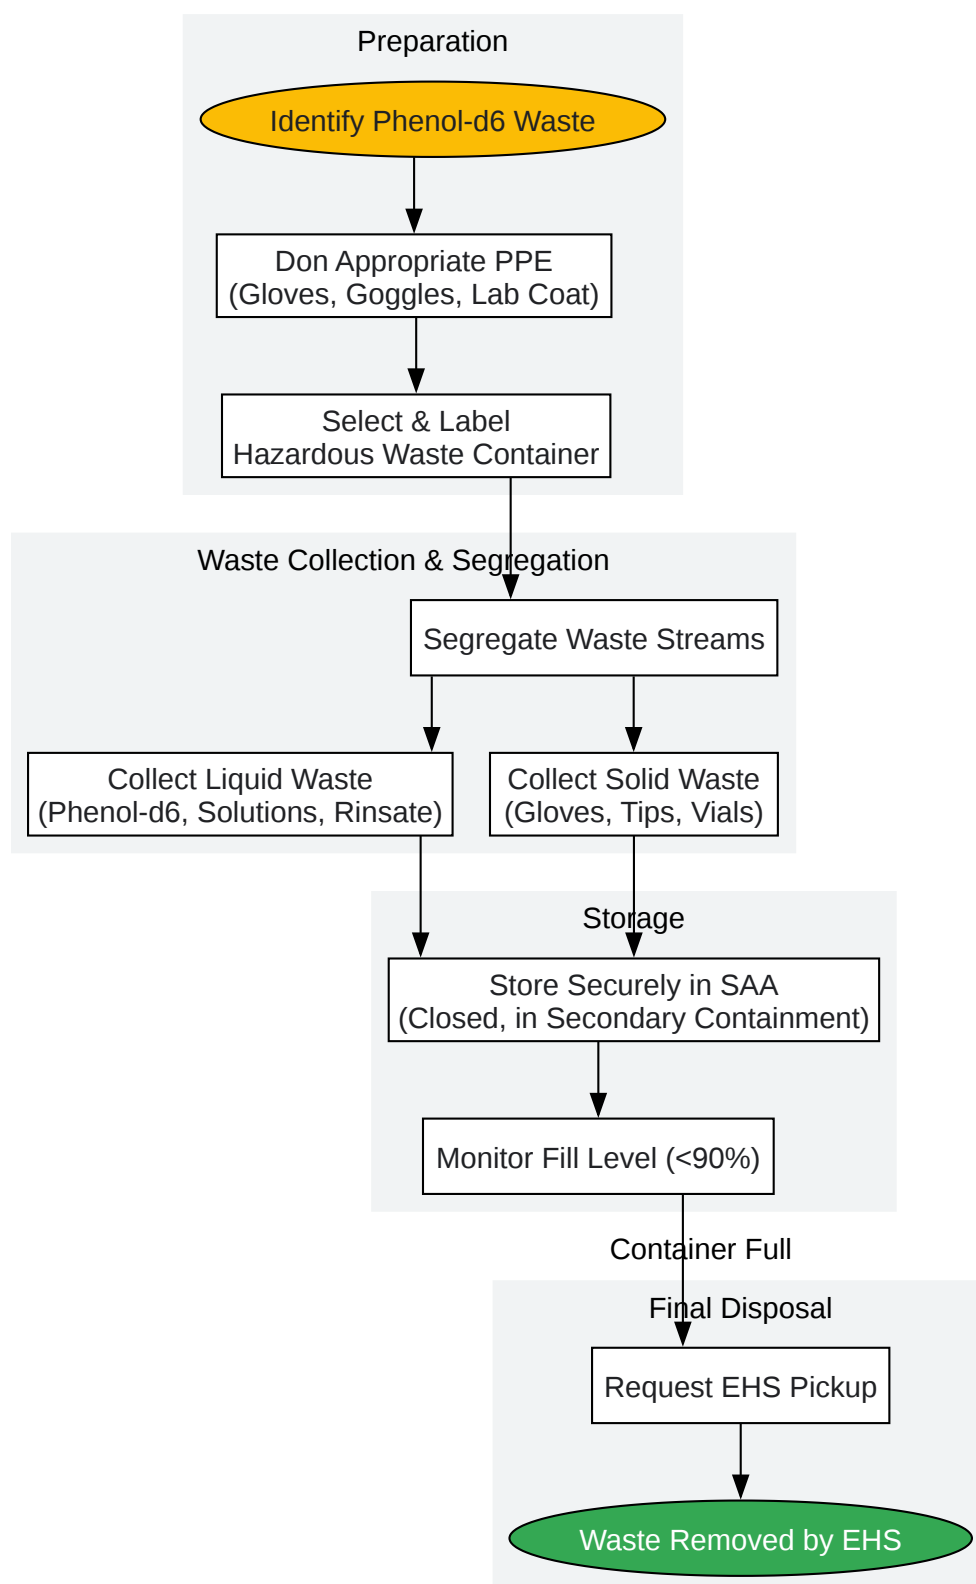 Preparation
Identify Phenol-d6 Waste
Don Appropriate PPE
(Gloves, Goggles, Lab Coat)
Select & Label
Hazardous Waste Container
Waste Collection & Segregation
Segregate Waste Streams
Collect Liquid Waste
(Phenol-d6, Solutions, Rinsate)
Collect Solid Waste
(Gloves, Tips, Vials)
Storage
Store Securely in SAA
(Closed, in Secondary Containment)
Monitor Fill Level (<90%)
Container Full
Final Disposal
Request EHS Pickup
Waste Removed by EHS